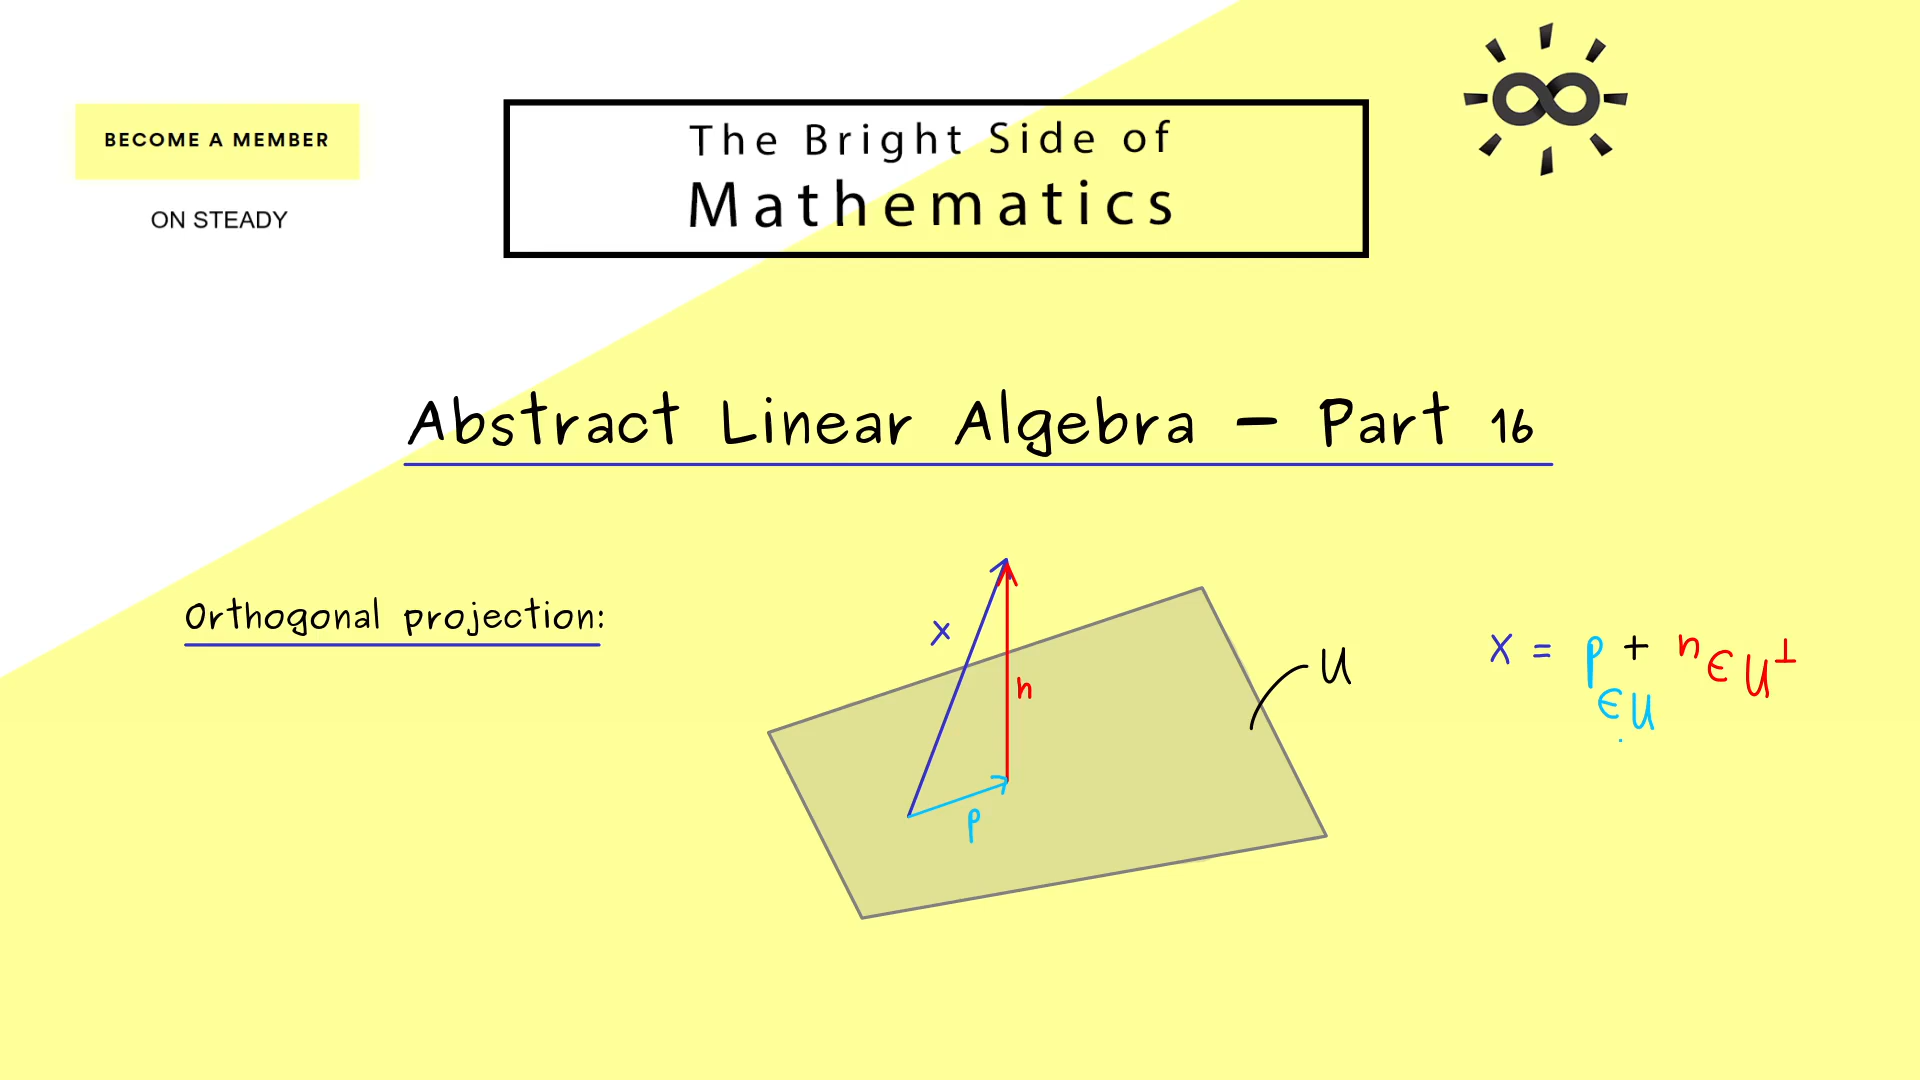 BECOME A MEMBER
ON STEADY
The Bright Side of
Mathematics
Abstract Linear Algebra – Part 16
Orthogonal projection:
x
n
p
U
x = p + n ∈ U⊥
∈ U